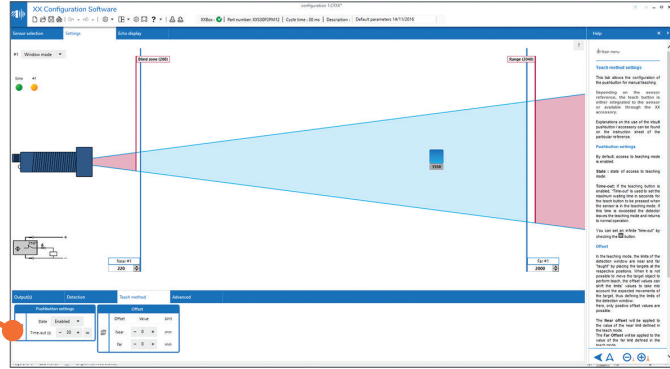 configuration 1.CFXX*
XX Configuration Software
XXBox - Part number: XXS30P2PM12 | Cycle time : 30 ms | Description : Default parameters 14/11/2016
Sensor selection Settings Echo display Help
#1 Window mode
Sync #1
Blind zone (200) Range (2040)
1550
Near #1
220
Far #1
2000
Output(s) Detection Teach method Advanced
Pushbutton settings
State Enabled
Time-out (s) - 20 + ∞
Offset
Offset Value Unit
Near - 0 + mm
Far - 0 + mm
Main menu
Teach method settings
This tab allows the configuration of
the pushbutton for manual teaching.
Depending on the sensor
reference, the teach button is
either integrated to the sensor
or available through the XX
accessory.
Explanations on the use of the inbuilt
pushbutton / accessory can be found
on the instruction sheet of the
particular reference.
Pushbutton settings
By default, access to teaching mode
is enabled.
State : state of access to teaching
mode.
Time-out: If the teaching button is
enabled, "Time-out" is used to set the
maximum waiting time in seconds for
the teach button to be pressed when
the sensor is in the teaching mode. If
this time is exceeded the detector
leaves the teaching mode and returns
to normal operation.
You can set an infinite "time-out" by
checking the ∞ button.
Offset
In the teaching mode, the limits of the
detection window are near and far
"taught" by placing the targets at the
respective positions. When it is not
possible to move the target object to
perform teach, the offset values can
shift the limits' values to take into
account the expected movements of
the target, thus defining the limits of
the detection window.
Here, only positive offset values are
possible.
The Near offset will be applied to
the value of the near limit defined in
the teach mode.
The Far Offset will be applied to the
value of the far limit defined in the
teach mode.